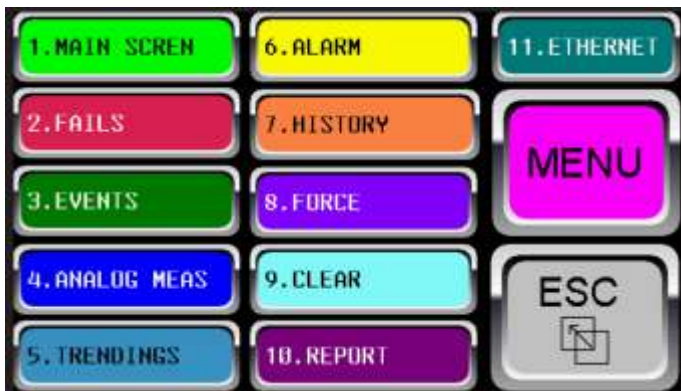 1.MAIN SCREN
2.FAILS
3.EVENTS
4.ANALOG MEAS
5.TRENDINGS
6.ALARM
7.HISTORY
8.FORCE
9.CLEAR
10.REPORT
11.ETHERNET
MENU
ESC